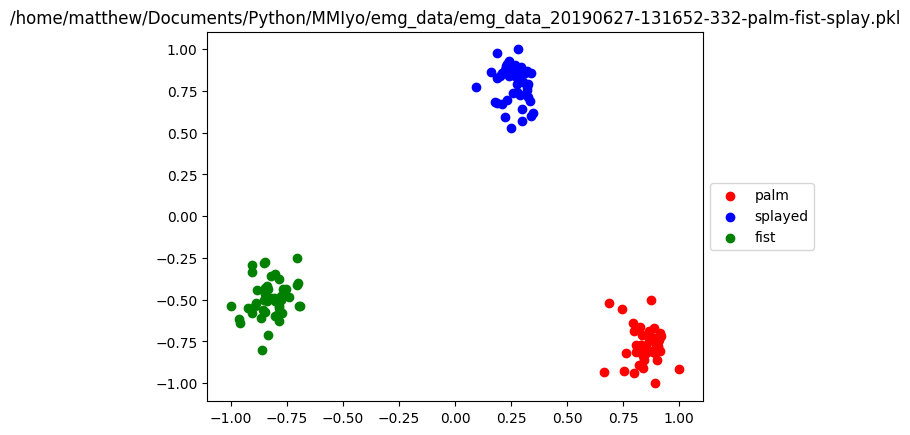 /home/matthew/Documents/Python/MMIyo/emg_data/emg_data_20190627-131652-332-palm-fist-splay.pkl
1.00
0.75
0.50
0.25
0.00
−0.25
−0.50
−0.75
−1.00
−1.00 −0.75 −0.50 −0.25 0.00 0.25 0.50 0.75 1.00
palm
splayed
fist